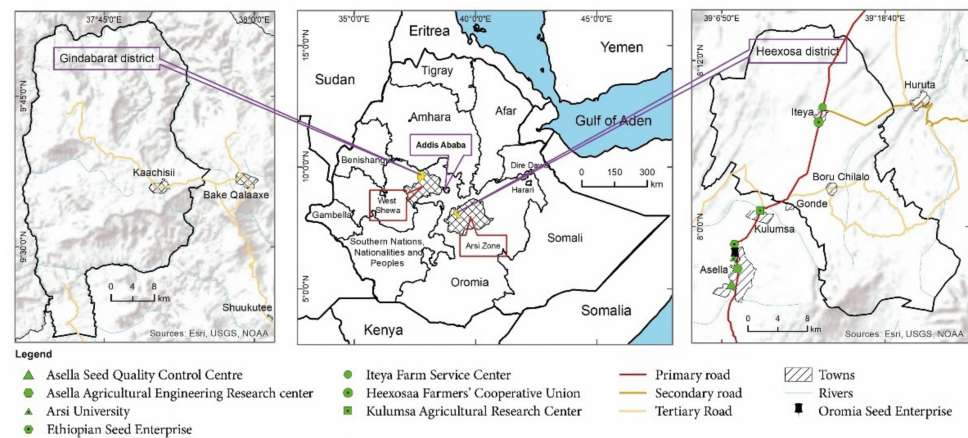 37°45'0"E
38°0'0"E
9°45'0"N
9°30'0"N
Gindabarat district
Kaachisii
Bake Qalaaxe
Shuukutee
0 4 8
km
Sources: Esri, USGS, NOAA
35°0'0"E
40°0'0"E
45°0'0"E
15°0'0"N
10°0'0"N
5°0'0"N
Eritrea
Yemen
Sudan
Tigray
Afar
Amhara
Gulf of Aden
Addis Ababa
Dire Dawa
Harari
0 150 300
km
West
Shewa
Gambella
Southern Nations,
Nationalities and
Peoples
Arsi Zone
Somali
Oromia
Somalia
Kenya
39°6'50"E
39°18'40"E
8°0'0"N
Heexosa district
Huruta
Iteya
Boru Chilalo
Gonde
Kulumsa
Asella
0 4 8
km
Sources: Esri, USGS, NOAA
Legend
Asella Seed Quality Control Centre
Asella Agricultural Engineering Research center
Arsi University
Ethiopian Seed Enterprise
Iteya Farm Service Center
Heexosaa Farmers' Cooperative Union
Kulumsa Agricultural Research Center
Primary road
Secondary road
Tertiary Road
Towns
Rivers
Oromia Seed Enterprise